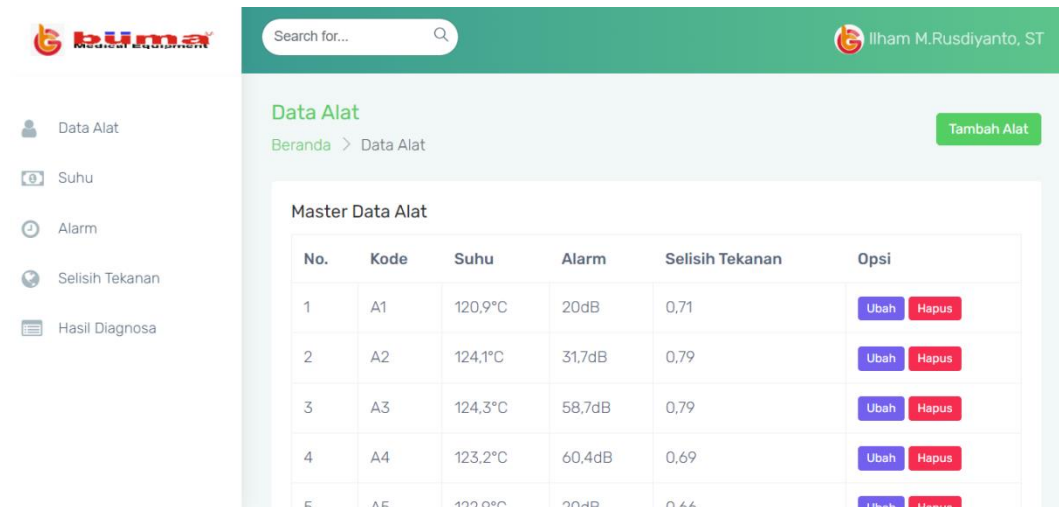 büma
Medical Equipment
Search for...
Ilham M.Rusdiyanto, ST
Data Alat
Suhu
Alarm
Selisih Tekanan
Hasil Diagnosa
Data Alat
Beranda > Data Alat
Tambah Alat
Master Data Alat
No. Kode Suhu Alarm Selisih Tekanan Opsi
1 A1 120,9°C 20dB 0,71 Ubah Hapus
2 A2 124,1°C 31,7dB 0,79 Ubah Hapus
3 A3 124,3°C 58,7dB 0,79 Ubah Hapus
4 A4 123,2°C 60,4dB 0,69 Ubah Hapus